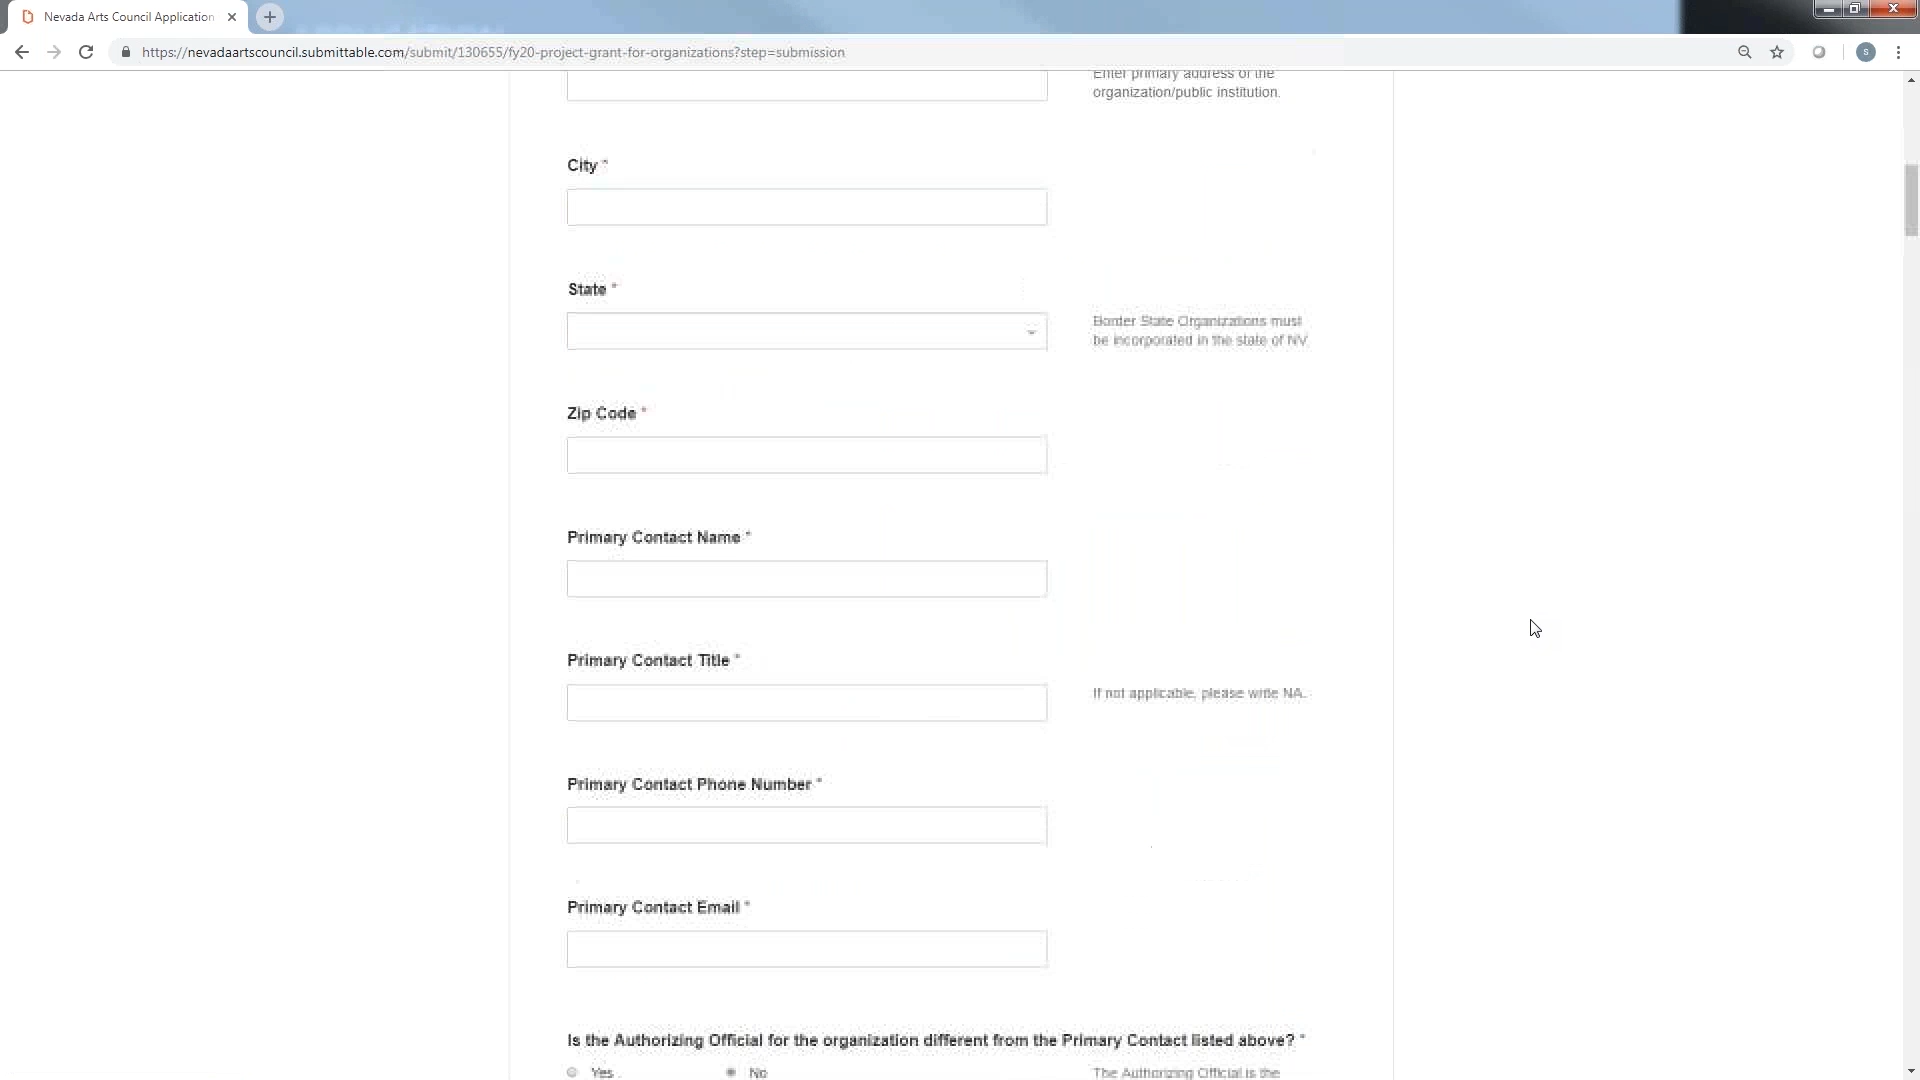 Nevada Arts Council Application
https://nevadaartscouncil.submittable.com/submit/130655/fy20-project-grant-for-organizations?step=submission
S
Enter primary address of the
organization/public institution.
City *
State *
Border State Organizations must
be incorporated in the state of NV.
Zip Code *
Primary Contact Name *
Primary Contact Title *
If not applicable, please write NA.
Primary Contact Phone Number *
Primary Contact Email *
Is the Authorizing Official for the organization different from the Primary Contact listed above? *
Yes
No
The Authorizing Official is the